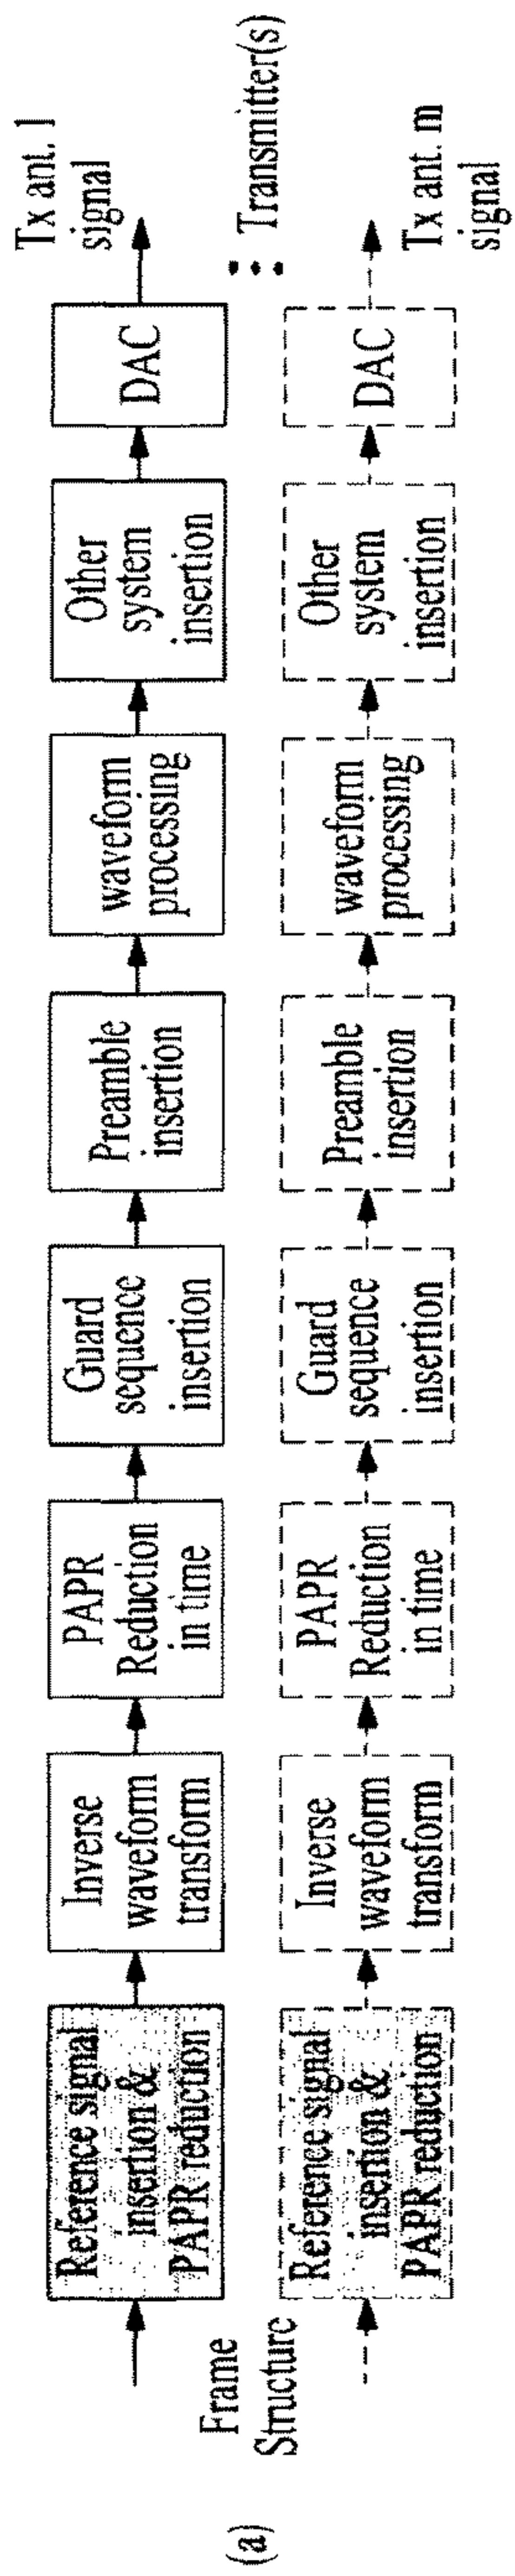 (a)
Frame
Structure
Reference signal
insertion &
PAPR reduction
Inverse
waveform
transform
PAPR
Reduction
in time
Guard
sequence
insertion
Preamble
insertion
waveform
processing
Other
system
insertion
DAC
Tx ant. 1
signal
Transmitter(s)
Reference signal
insertion &
PAPR reduction
Inverse
waveform
transform
PAPR
Reduction
in time
Guard
sequence
insertion
Preamble
insertion
waveform
processing
Other
system
insertion
DAC
Tx ant. m
signal